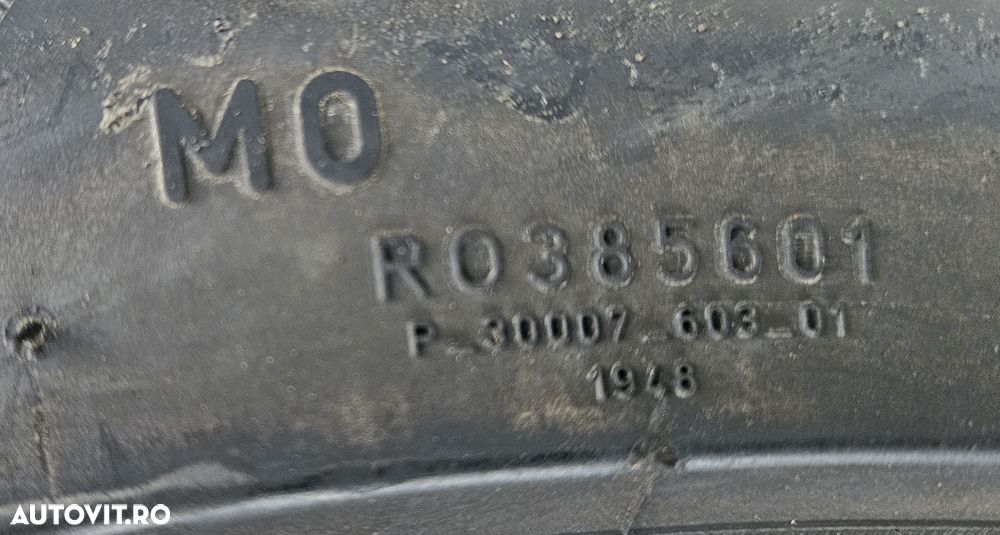 MO
RO385601
P_30007_603_01
1948
AUTOVIT.RO